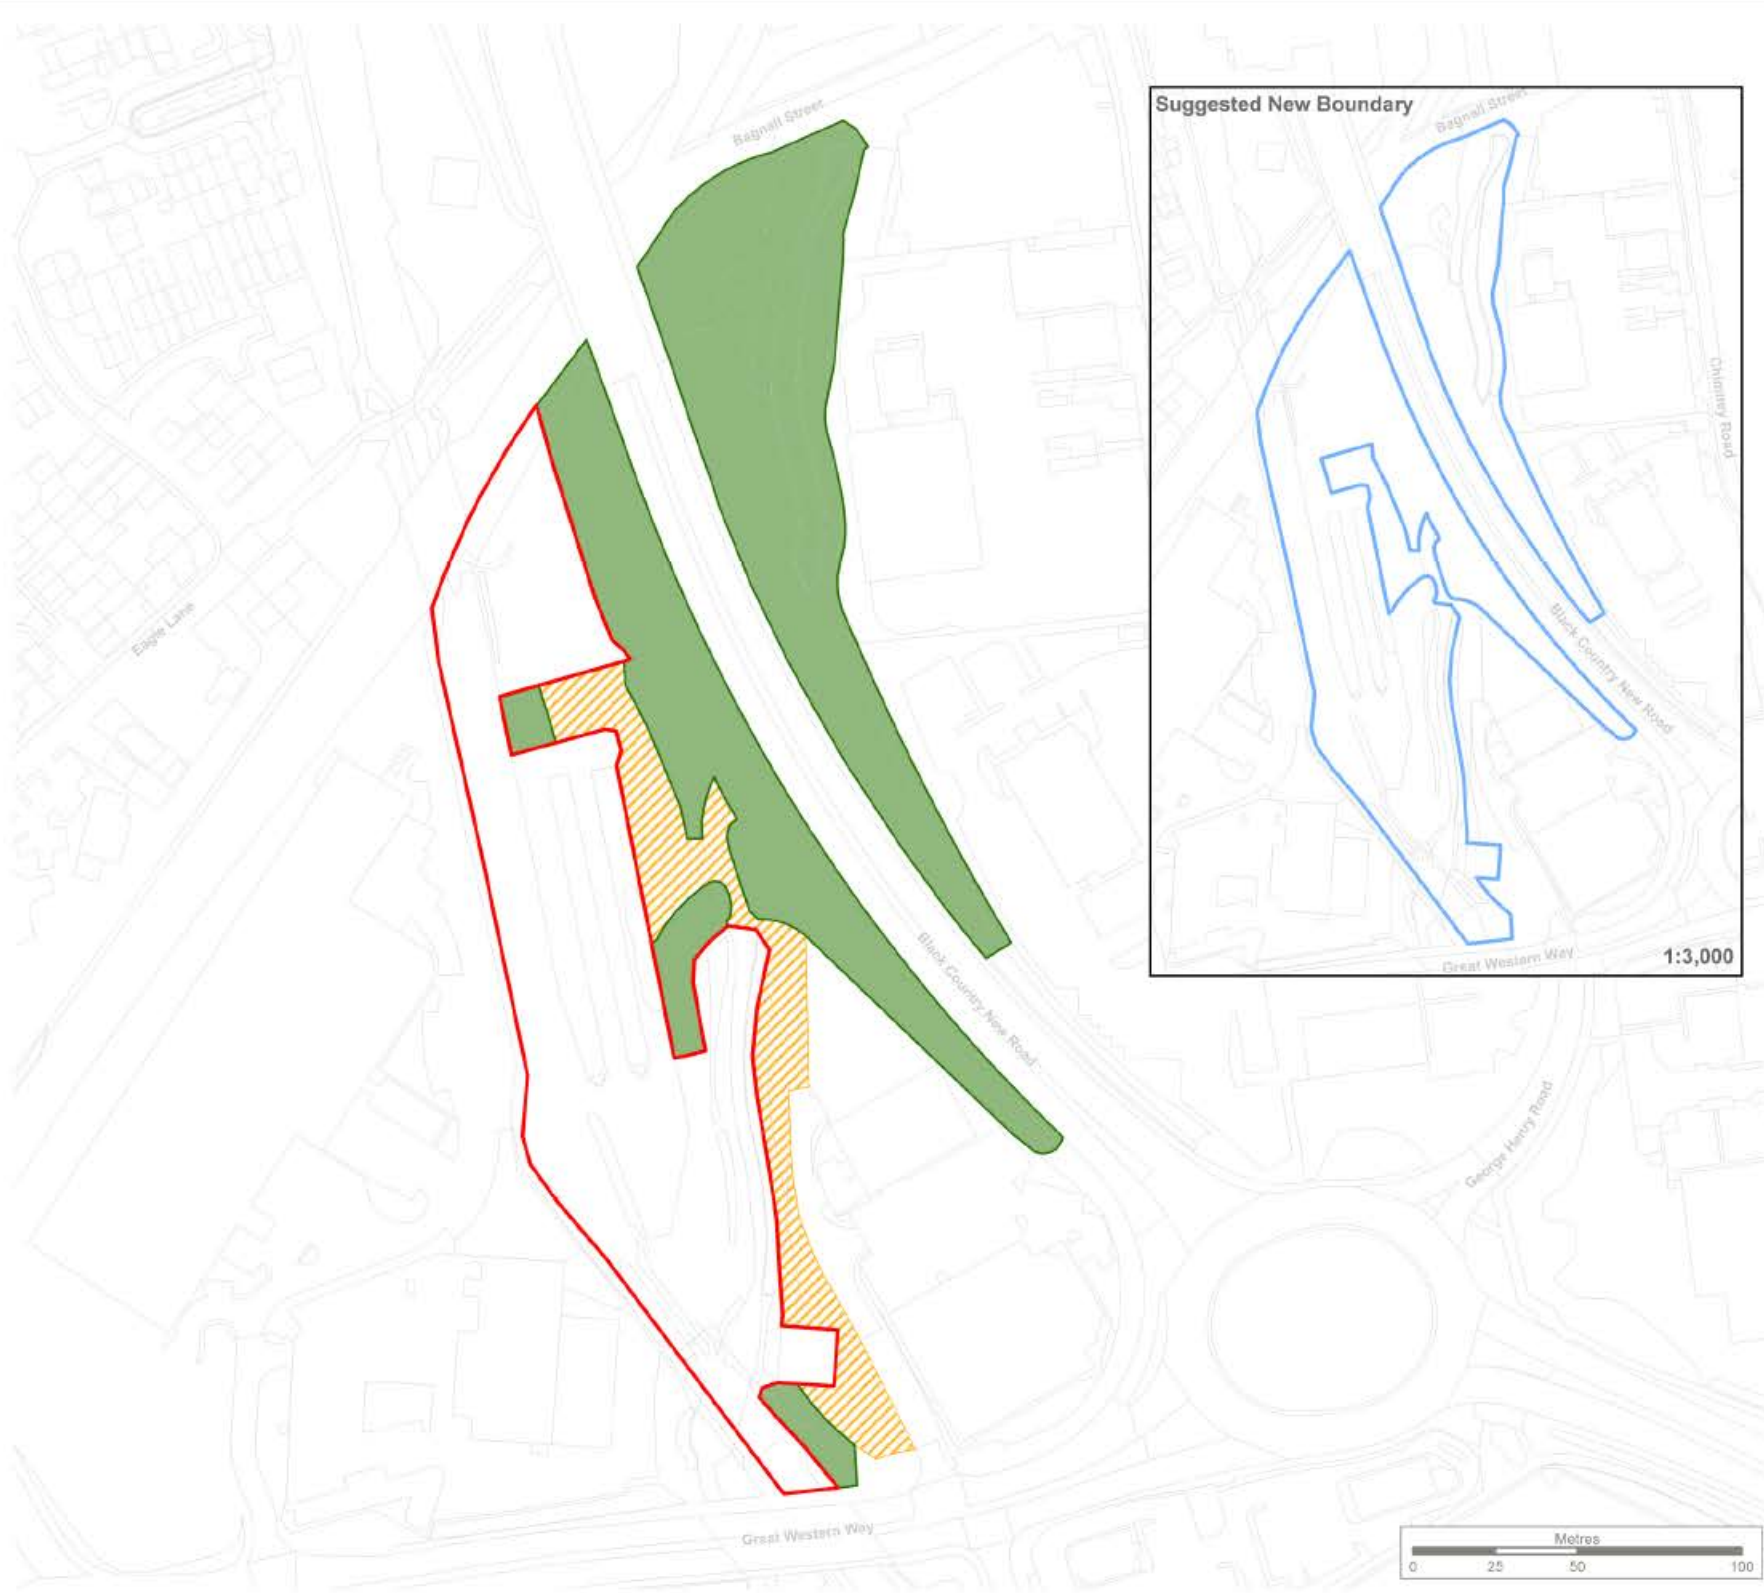 Bagnall Street
Suggested New Boundary
Bagnall Street
Chimney Road
Eagle Lane
Black Country New Road
Great Western Way
1:3,000
Black Country New Road
George Henry Road
Great Western Way
Metres
0 25 50 100